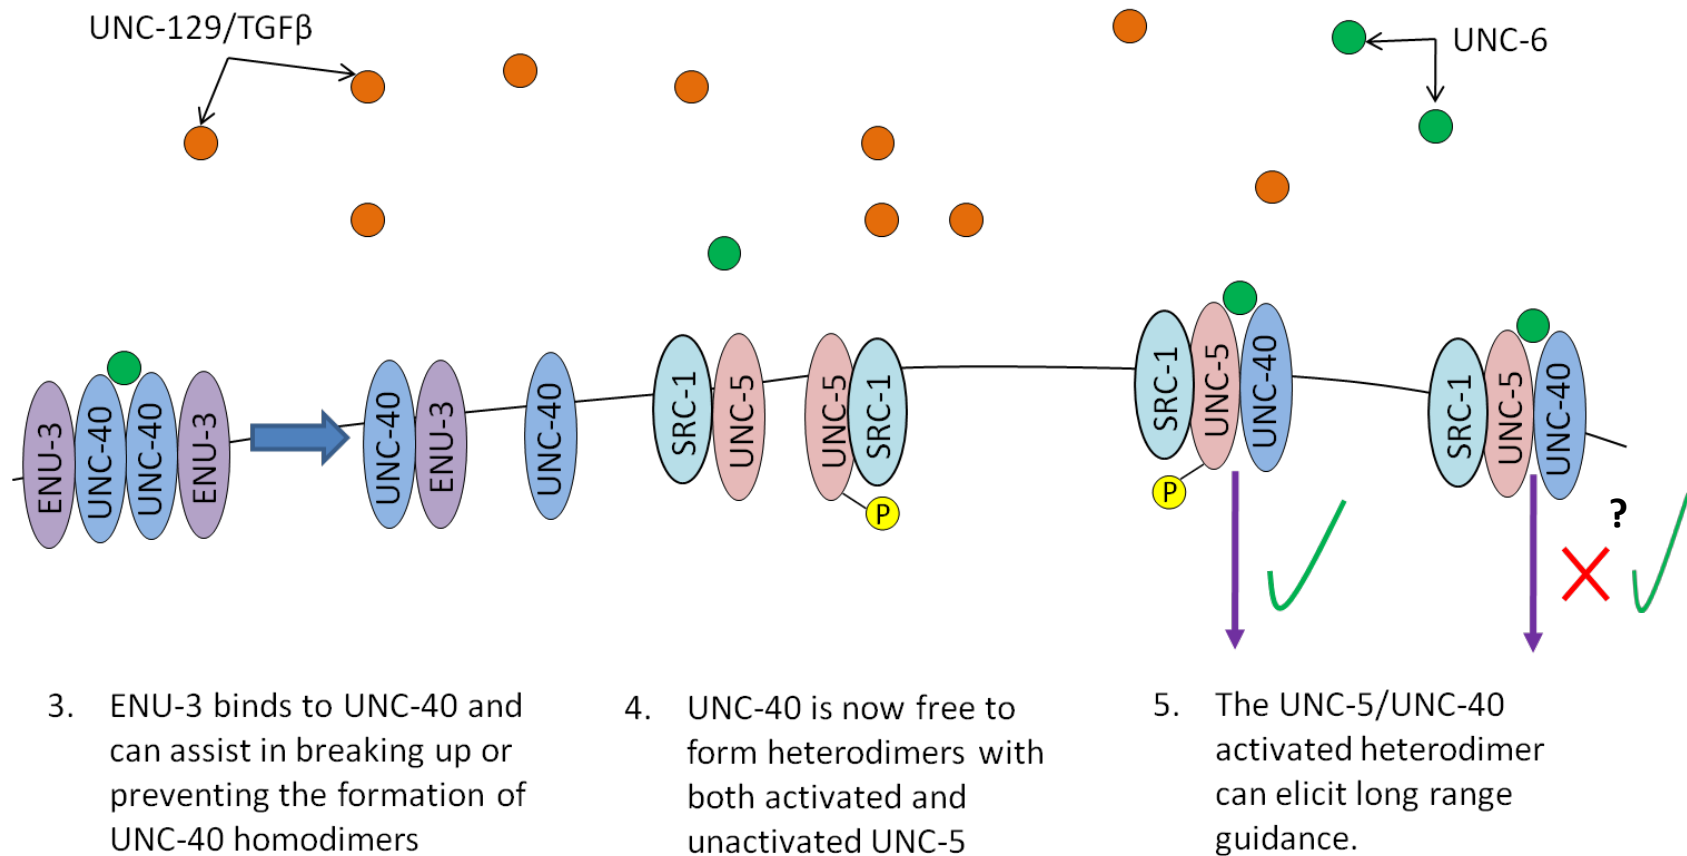 UNC-129/TGFβ
UNC-6
ENU-3
UNC-40
UNC-40
ENU-3
UNC-40
ENU-3
UNC-40
SRC-1
UNC-5
UNC-5
SRC-1
P
SRC-1
UNC-5
UNC-40
P
SRC-1
UNC-5
UNC-40
?
3. ENU-3 binds to UNC-40 and
can assist in breaking up or
preventing the formation of
UNC-40 homodimers
4. UNC-40 is now free to
form heterodimers with
both activated and
unactivated UNC-5
5. The UNC-5/UNC-40
activated heterodimer
can elicit long range
guidance.